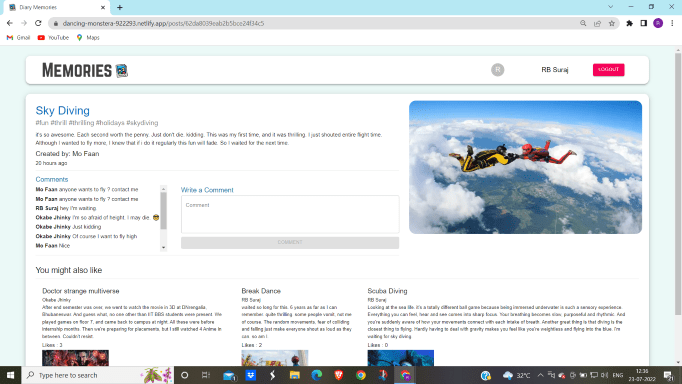 Diary Memories
dancing-monstera-922293.netlify.app/posts/62da8039eab2b5bce24f34c5
Gmail YouTube Maps
MEMORIES
R RB Suraj LOGOUT
Sky Diving
#fun #thrill #thrilling #holidays #skydiving
it's so awesome. Each second worth the penny. Just don't die. kidding. This was my first time, and it was thrilling. I just shouted entire flight time.
Although I wanted to fly more, I knew that if i do it regularly this fun will fade. So I waited for the next time.
Created by: Mo Faan
20 hours ago
Comments
Mo Faan anyone wants to fly ? contact me
Mo Faan anyone wants to fly ? contact me
RB Suraj hey I'm waiting
Okabe Jhinky I'm so afraid of height. I may die. 😎
Okabe Jhinky Just kidding
Okabe Jhinky Of course I want to fly high
Mo Faan Nice
Write a Comment
Comment
COMMENT
You might also like
Doctor strange multiverse
Okabe Jhinky
After end semester was over, we went to watch the movie in 3D at DNrengalla,
Bhubaneswar. And guess what, no one other than IIT BBS students were present. We
played games on floor 7, and came back to campus at night. All these were before
internship months. Then we're preparing for placements, but I still watched 4 Anime in
between. Couldn't resist
Likes : 3
Break Dance
RB Suraj
waited so long for this. 6 years as far as I can
remember. quite thrilling. some people vomit, not me
of course. The random movements, fear of colliding
and falling just make everyone shout as loud as they
can. so am I
Likes : 2
Scuba Diving
RB Suraj
Looking at the sea life. It's a totally different ball game because being immersed underwater is such a sensory experience.
Everything you can feel, hear and see comes into sharp focus. Your breathing becomes slow, purposeful and rhythmic. And
you're suddenly aware of how your movements connect with each intake of breath. Another great thing is that diving is the
closest thing to flying: Hardly having to deal with gravity makes you feel like you're weightless and flying into the blue. I'm
waiting for sky diving
Likes : 0
Type here to search
32°C
ENG
12:36
23-07-2022